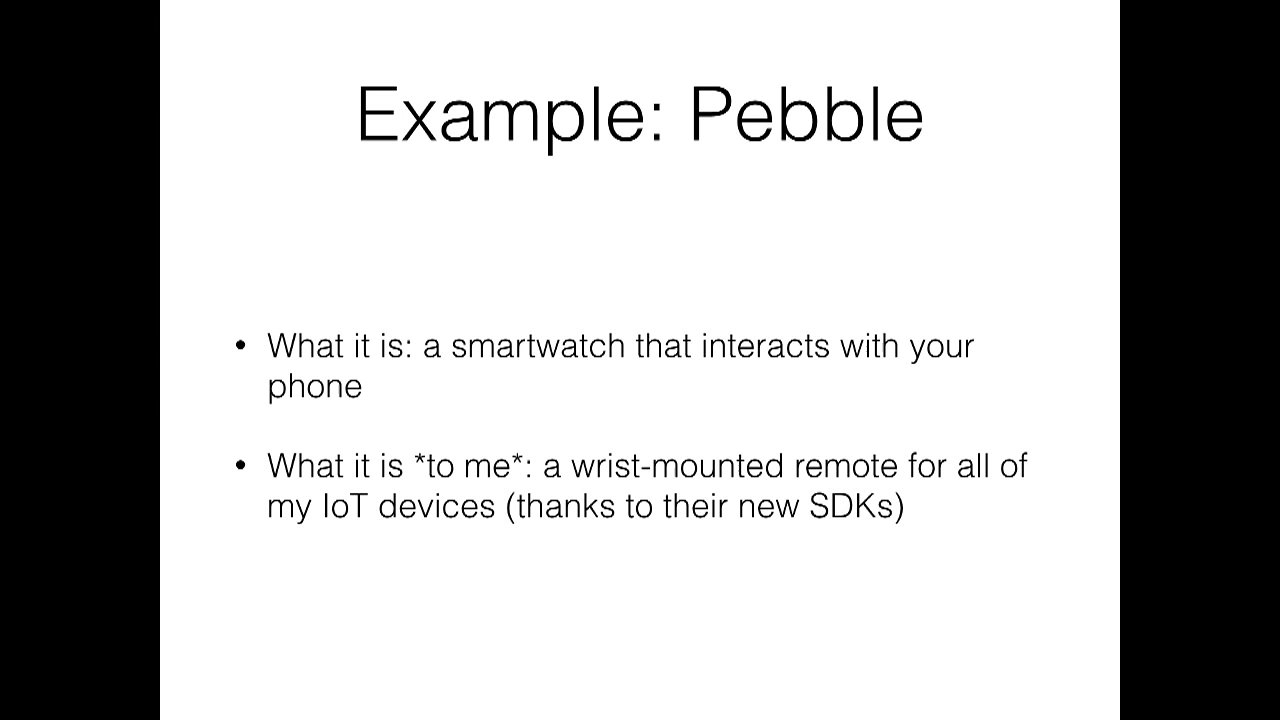 Example: Pebble
• What it is: a smartwatch that interacts with your
phone
• What it is *to me*: a wrist-mounted remote for all of
my IoT devices (thanks to their new SDKs)